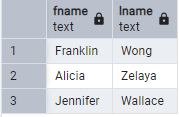 fname lname
text text
1 Franklin Wong
2 Alicia Zelaya
3 Jennifer Wallace